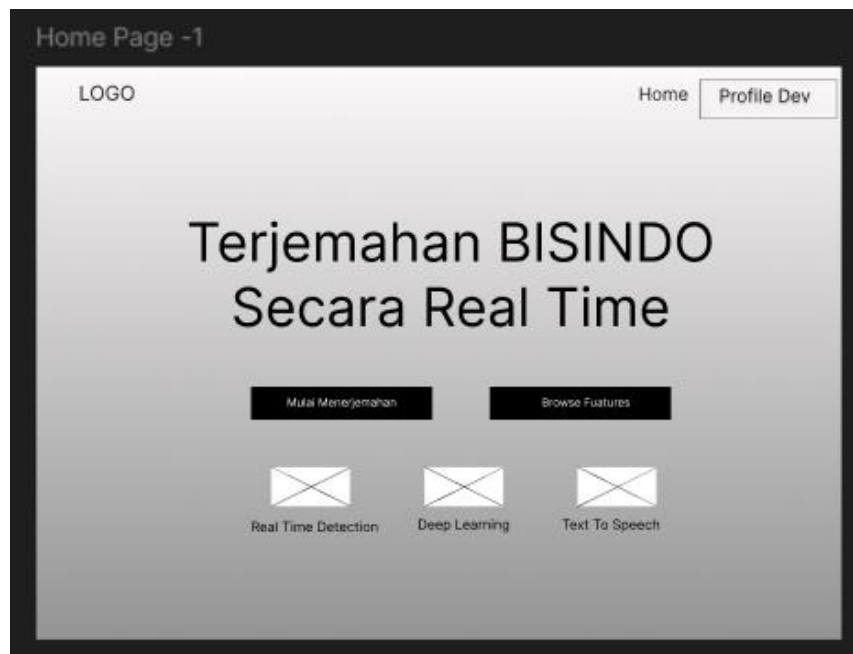 Home Page -1
LOGO
Home
Profile Dev
Terjemahan BISINDO
Secara Real Time
Mulai Menerjemahan
Browse Fuatures
Real Time Detection
Deep Learning
Text To Speech